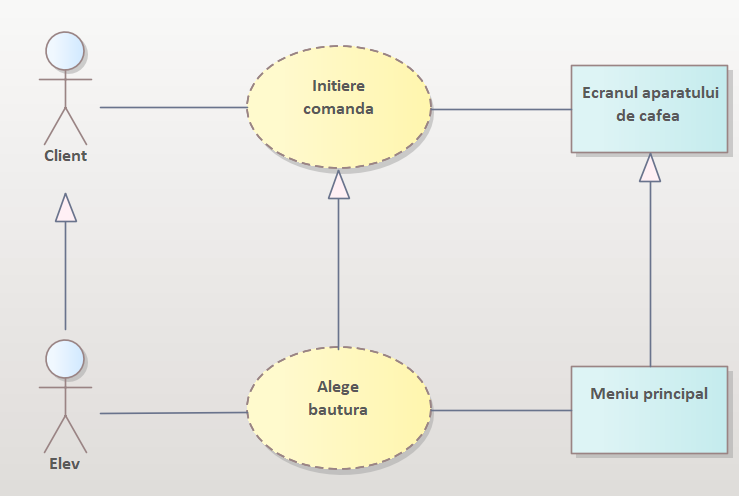 Initiere
comanda
Ecranul aparatului
de cafea
Client
Alege
bautura
Meniu principal
Elev